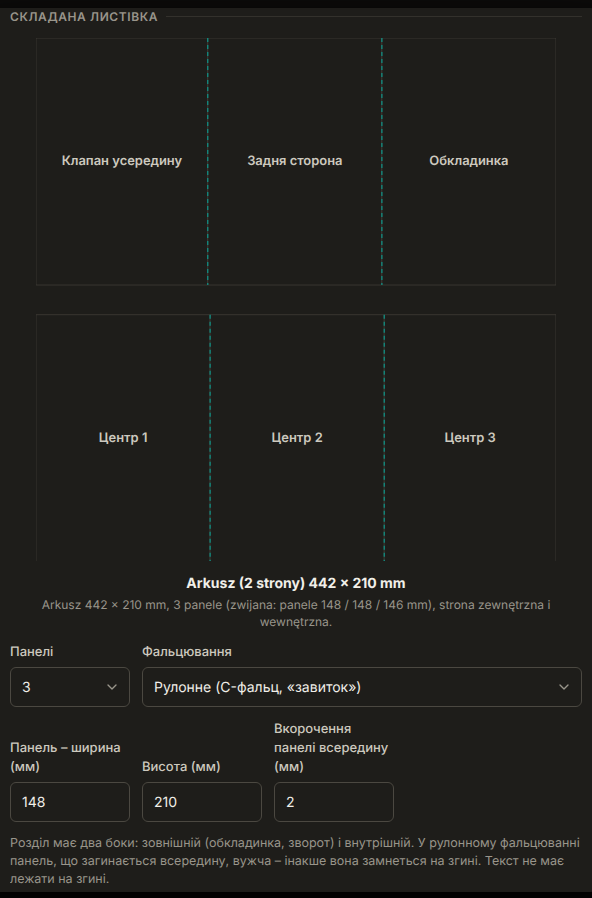 СКЛАДАНА ЛИСТІВКА
Клапан усередину
Задня сторона
Обкладинка
Центр 1
Центр 2
Центр 3
Arkusz (2 strony) 442 × 210 mm
Arkusz 442 × 210 mm, 3 panele (zwijana: panele 148 / 148 / 146 mm), strona zewnętrzna i
wewnętrzna.
Панелі
Фальцювання
3
Рулонне (С-фальц, «завиток»)
Панель – ширина
(мм)
Висота (мм)
Вкорочення
панелі всередину
(мм)
148
210
2
Розділ має два боки: зовнішній (обкладинка, зворот) і внутрішній. У рулонному фальцюванні
панель, що загинається всередину, вужча – інакше вона замнеться на згині. Текст не має
лежати на згині.